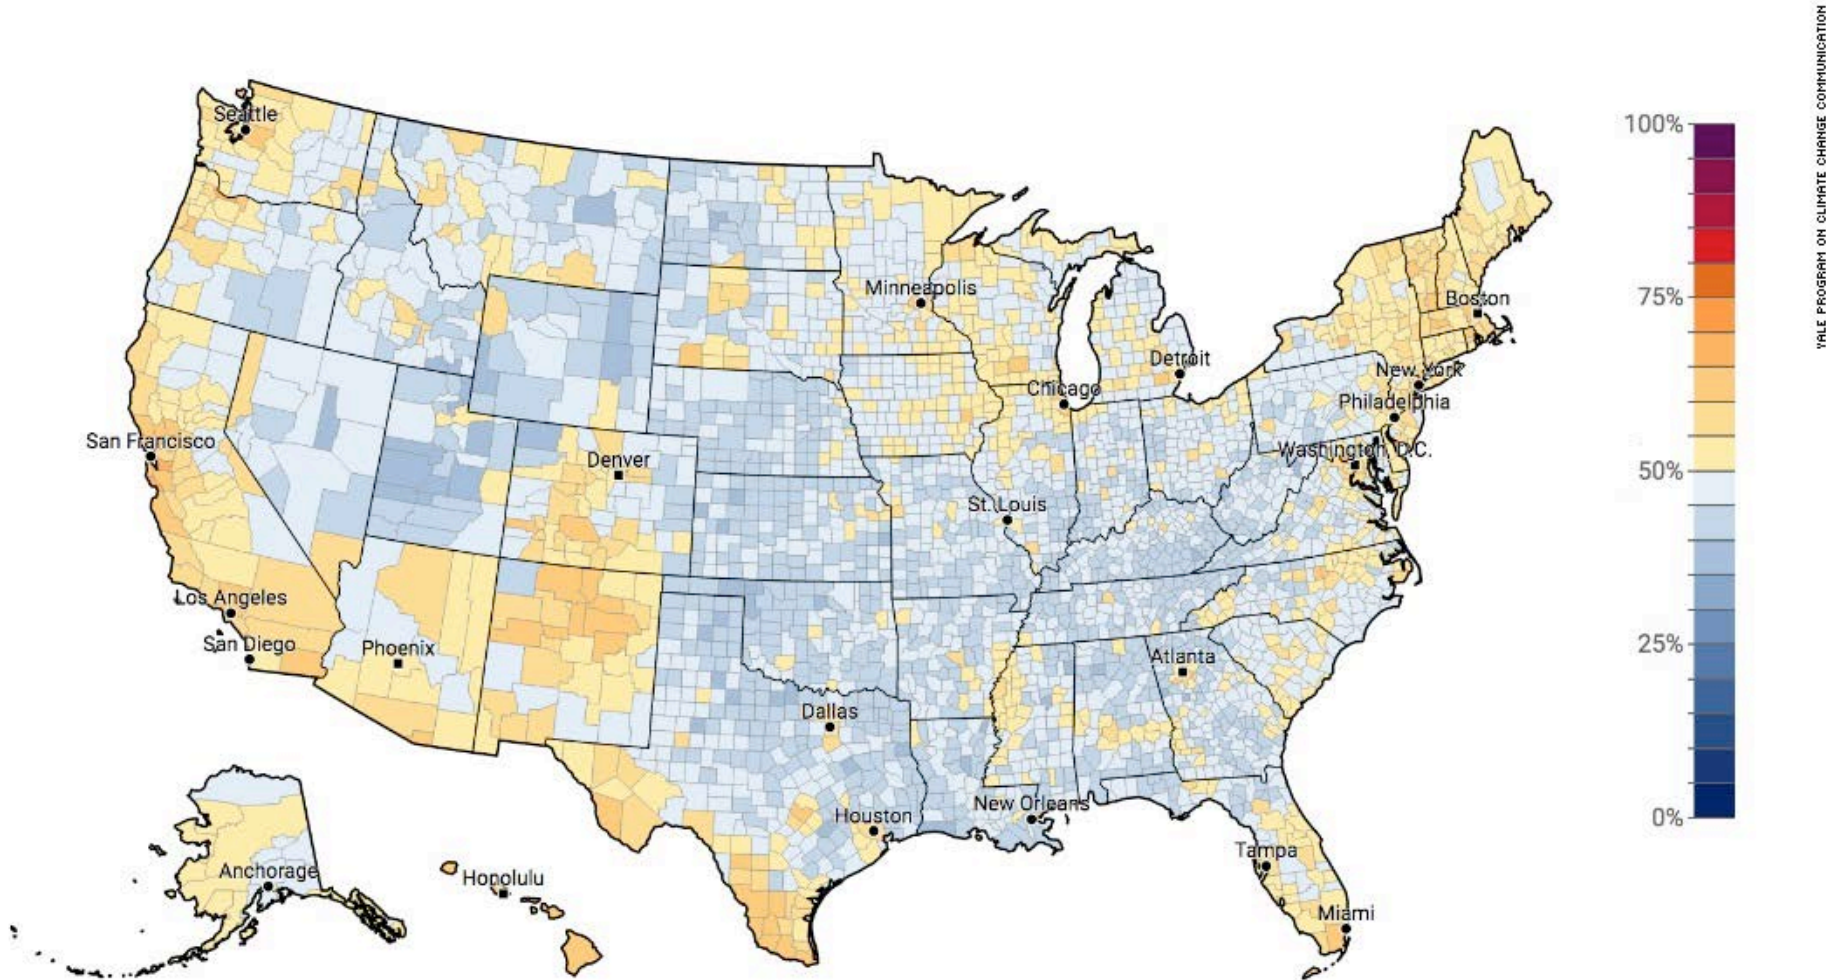 YALE PROGRAM ON CLIMATE CHANGE COMMUNICATION
Seattle
100%
Minneapolis
Boston
75%
Detroit
New York
Chicago
Philadelphia
San Francisco
Washington, D.C.
Denver
50%
St. Louis
Los Angeles
San Diego
Phoenix
Atlanta
25%
Dallas
New Orleans
Houston
0%
Tampa
Anchorage
Honolulu
Miami